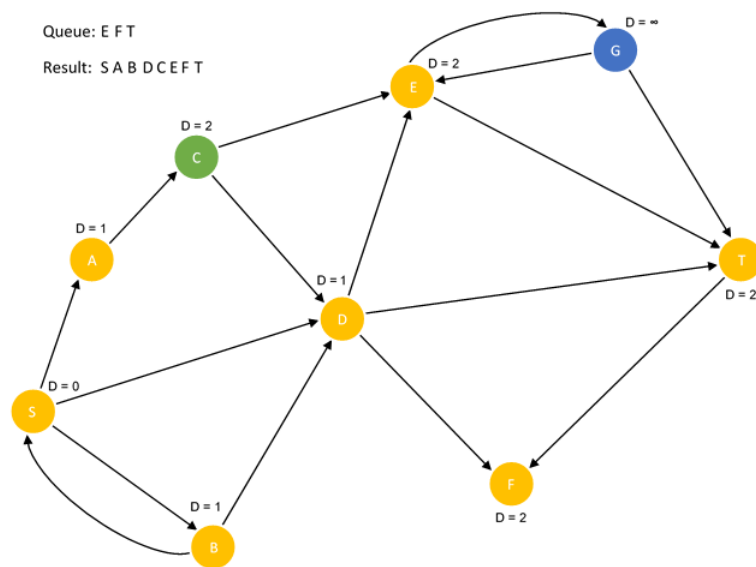 Queue: E F T
D = ∞
G
Result: S A B D C E F T
D = 2
E
D = 2
C
D = 1
A
T
D = 1
D
D = 2
D = 0
S
F
D = 1
D = 2
B